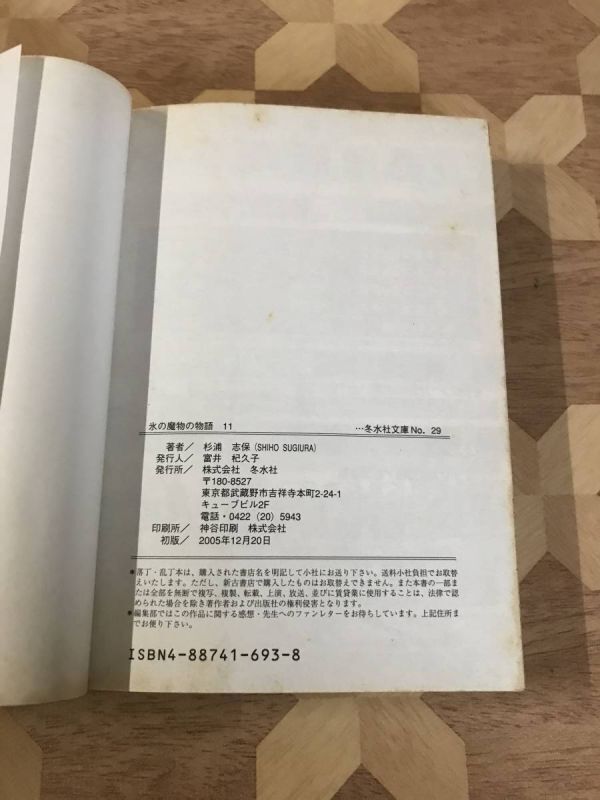 氷の魔物の物語 11 …冬水社文庫No. 29
著者／ 杉浦 志保(SHIHO SUGIURA)
発行人／ 富井 杞久子
発行所／ 株式会社 冬水社
〒180-8527
東京都武蔵野市吉祥寺本町2-24-1
キューブビル2F
電話・0422（20）5943
印刷所／ 神谷印刷 株式会社
初版／ 2005年12月20日
*落丁・乱丁本は、購入された書店名を明記して小社にお送り下さい。送料小社負担でお取替
えいたします。ただし、新古書店で購入したものはお取替えできません。また本書の一部ま
たは全部を無断で複写、複製、転載、上演、放送、並びに賃貸業に使用することは、法律で認
められた場合を除き著作者および出版社の権利侵害となります。
*編集部ではこの作品に関する感想・先生へのファンレターをお待ちしています。上記住所ま
でお便り下さい。
ISBN4-88741-693-8